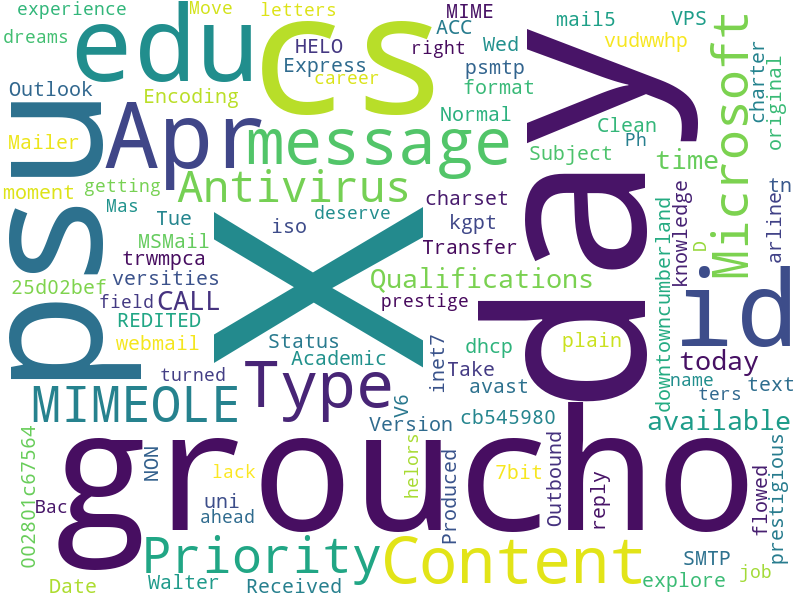 experience
letters
Move
MIME
mail5
VPS
dreams
edu
cs
ACC
HELO
right
Wed
vudwwhp
Express
psmtp
career
Outlook
Encoding
format
day
Microsoft
charter
original
psu
Apr
message
Normal
Clean
Ph
Mailer
Subject
time
moment
getting
Antivirus
charset
Mas
Tue
iso
deserve
kgpt
knowledge
arlinet
tn
MSMail
X
Transfer
D
trwmpca
versities
Qualifications
25d02bef
field
CALL
prestige
id
downtowncumberland
REDITED
webmail
Status
Academic
inet7
dhcp
plain
today
turned
Type
Take
avast
name
text
MIMEOLE
V6
Version
cb545980
ters
available
groucho
002801c67564
NON
lack
helors
7bit
Outbound
prestigious
Bac
uni
ahead
Produced
reply
flowed
Priority
Content
SMTP
Date
Walter
Received
explore
job